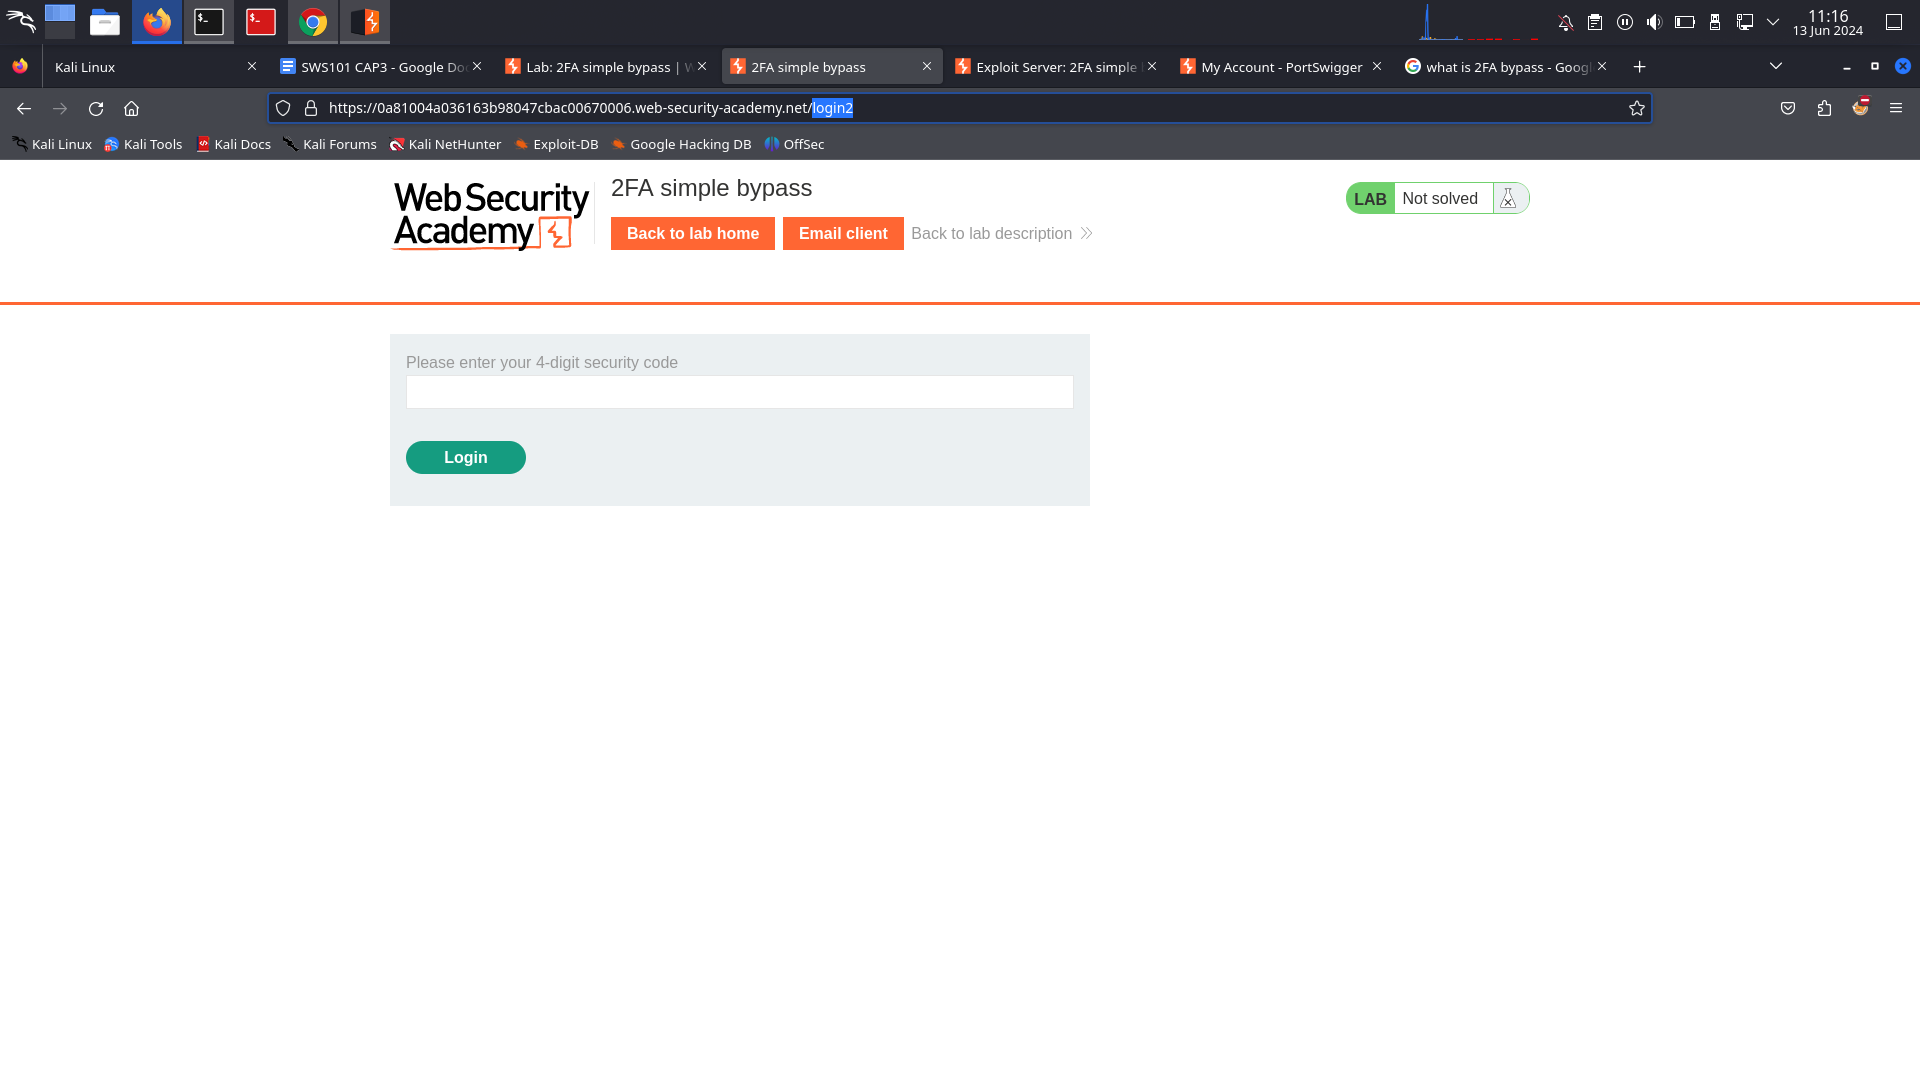 11:16
13 Jun 2024
Kali Linux
SWS101 CAP3 - Google Do
Lab: 2FA simple bypass | W
2FA simple bypass
Exploit Server: 2FA simple
My Account - PortSwigger
what is 2FA bypass - Goog
https://0a81004a036163b98047cbac00670006.web-security-academy.net/login2
Kali Linux
Kali Tools
Kali Docs
Kali Forums
Kali NetHunter
Exploit-DB
Google Hacking DB
OffSec
Web Security
Academy
2FA simple bypass
Back to lab home
Email client
Back to lab description
LAB
Not solved
Please enter your 4-digit security code
Login